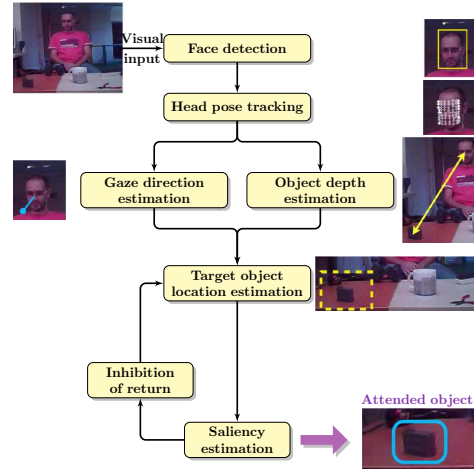 Visual
input
Face detection
Head pose tracking
Gaze direction
estimation
Object depth
estimation
Target object
location estimation
Inhibition
of return
Saliency
estimation
Attended object